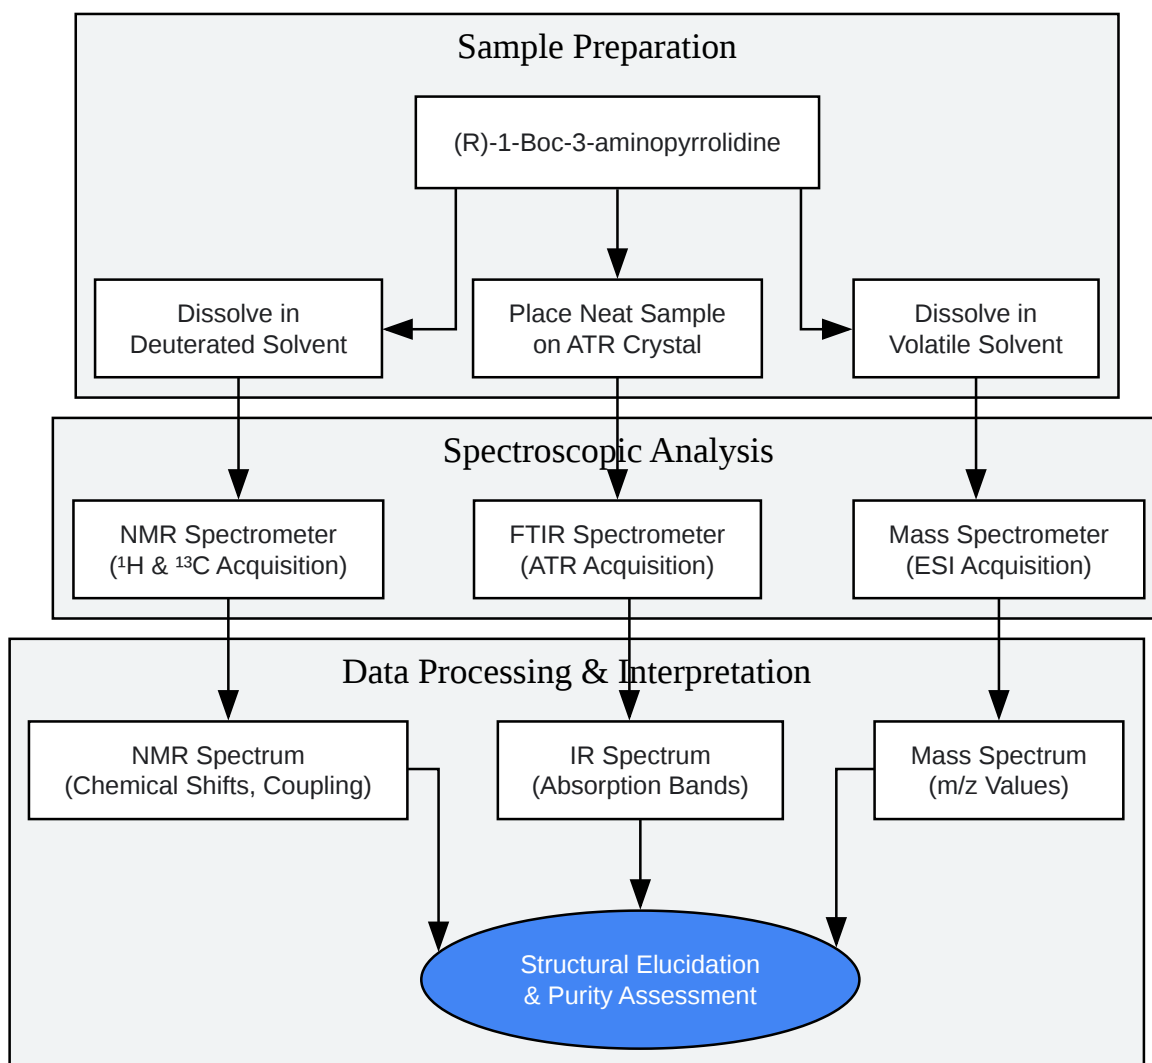 Sample Preparation
(R)-1-Boc-3-aminopyrrolidine
Dissolve in
Deuterated Solvent
Place Neat Sample
on ATR Crystal
Dissolve in
Volatile Solvent
Spectroscopic Analysis
NMR Spectrometer
(¹H & ¹³C Acquisition)
FTIR Spectrometer
(ATR Acquisition)
Mass Spectrometer
(ESI Acquisition)
Data Processing & Interpretation
NMR Spectrum
(Chemical Shifts, Coupling)
IR Spectrum
(Absorption Bands)
Mass Spectrum
(m/z Values)
Structural Elucidation
& Purity Assessment